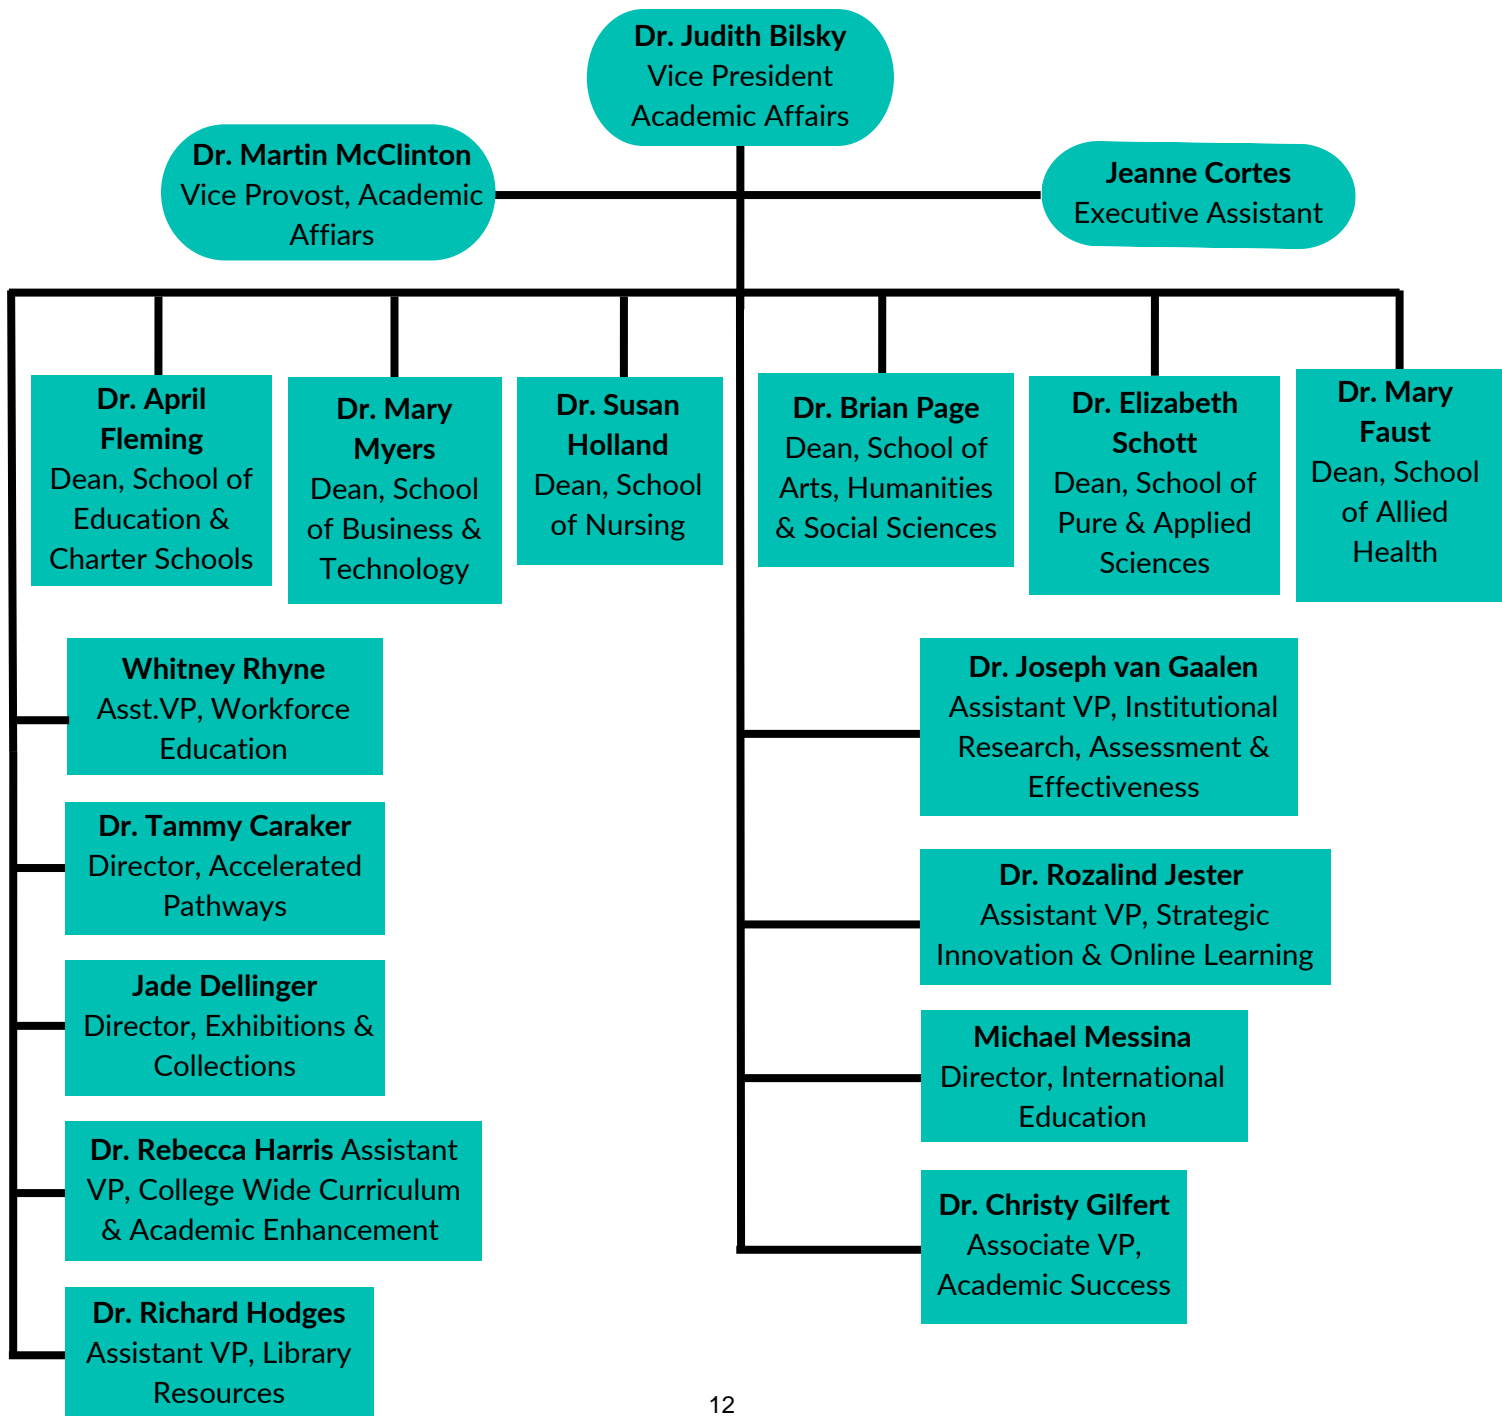 Dr. Judith Bilsky
Vice President
Academic Affairs
Dr. Martin McClinton
Vice Provost, Academic
Affiars
Jeanne Cortes
Executive Assistant
Dr. April
Fleming
Dean, School of
Education &
Charter Schools
Dr. Mary
Myers
Dean, School
of Business &
Technology
Dr. Susan
Holland
Dean, School
of Nursing
Dr. Brian Page
Dean, School of
Arts, Humanities
& Social Sciences
Dr. Elizabeth
Schott
Dean, School of
Pure & Applied
Sciences
Dr. Mary
Faust
Dean, School
of Allied
Health
Whitney Rhyne
Asst.VP, Workforce
Education
Dr. Tammy Caraker
Director, Accelerated
Pathways
Jade Dellinger
Director, Exhibitions &
Collections
Dr. Rebecca Harris Assistant
VP, College Wide Curriculum
& Academic Enhancement
Dr. Richard Hodges
Assistant VP, Library
Resources
Dr. Joseph van Gaalen
Assistant VP, Institutional
Research, Assessment &
Effectiveness
Dr. Rozalind Jester
Assistant VP, Strategic
Innovation & Online Learning
Michael Messina
Director, International
Education
Dr. Christy Gilfert
Associate VP,
Academic Success
12